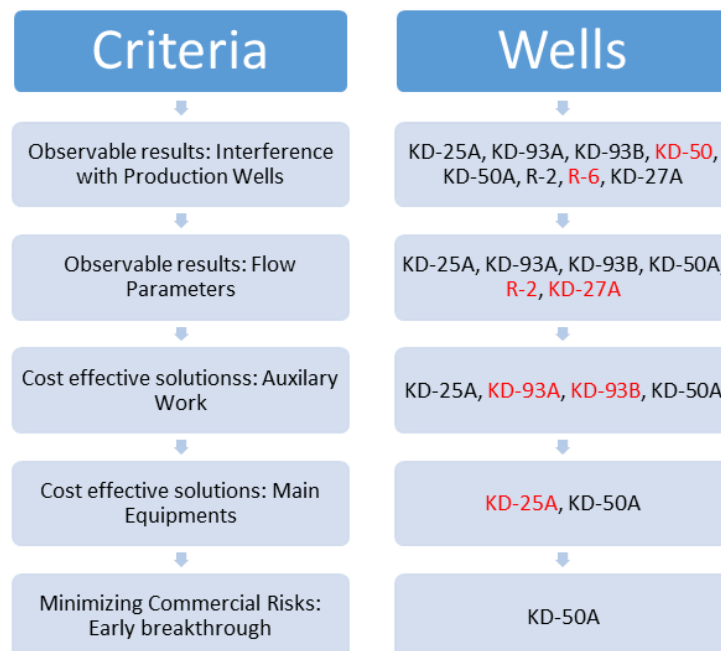 Criteria
Wells
Observable results: Interference
with Production Wells
KD-25A, KD-93A, KD-93B, KD-50,
KD-50A, R-2, R-6, KD-27A
Observable results: Flow
Parameters
KD-25A, KD-93A, KD-93B, KD-50A,
R-2, KD-27A
Cost effective solutionss: Auxilary
Work
KD-25A, KD-93A, KD-93B, KD-50A
Cost effective solutions: Main
Equipments
KD-25A, KD-50A
Minimizing Commercial Risks:
Early breakthrough
KD-50A